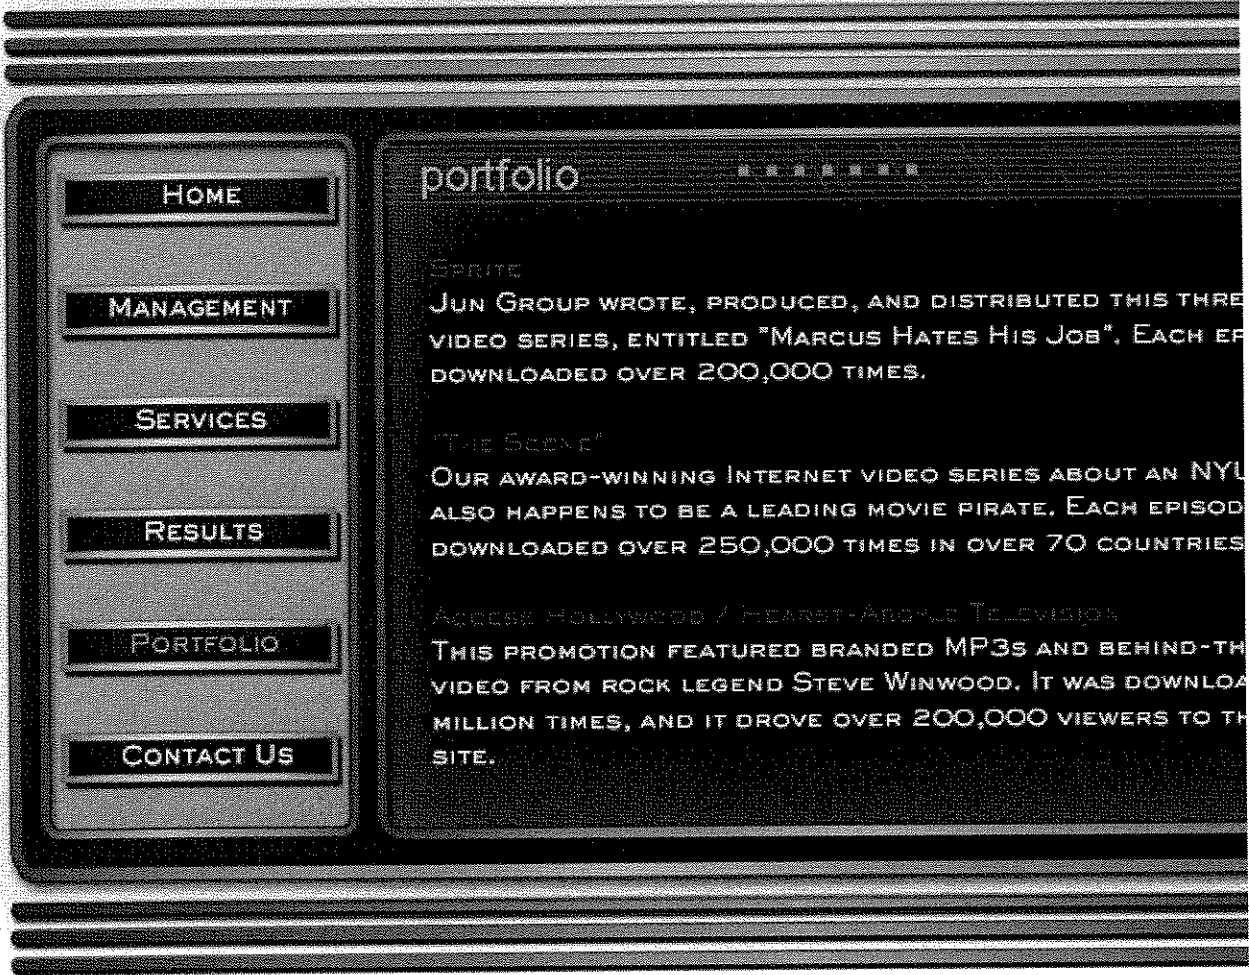 Home
Management
Services
Results
Portfolio
Contact Us
portfolio
Sprite
Jun Group wrote, produced, and distributed this thre
video series, entitled "Marcus Hates His Job". Each ep
downloaded over 200,000 times.
"The Scene"
Our award-winning Internet video series about an NYU
also happens to be a leading movie pirate. Each episod
downloaded over 250,000 times in over 70 countries
Access Hollywood / Hearst-Argyle Television
This promotion featured branded MP3s and behind-th
video from rock legend Steve Winwood. It was downloa
million times, and it drove over 200,000 viewers to th
site.